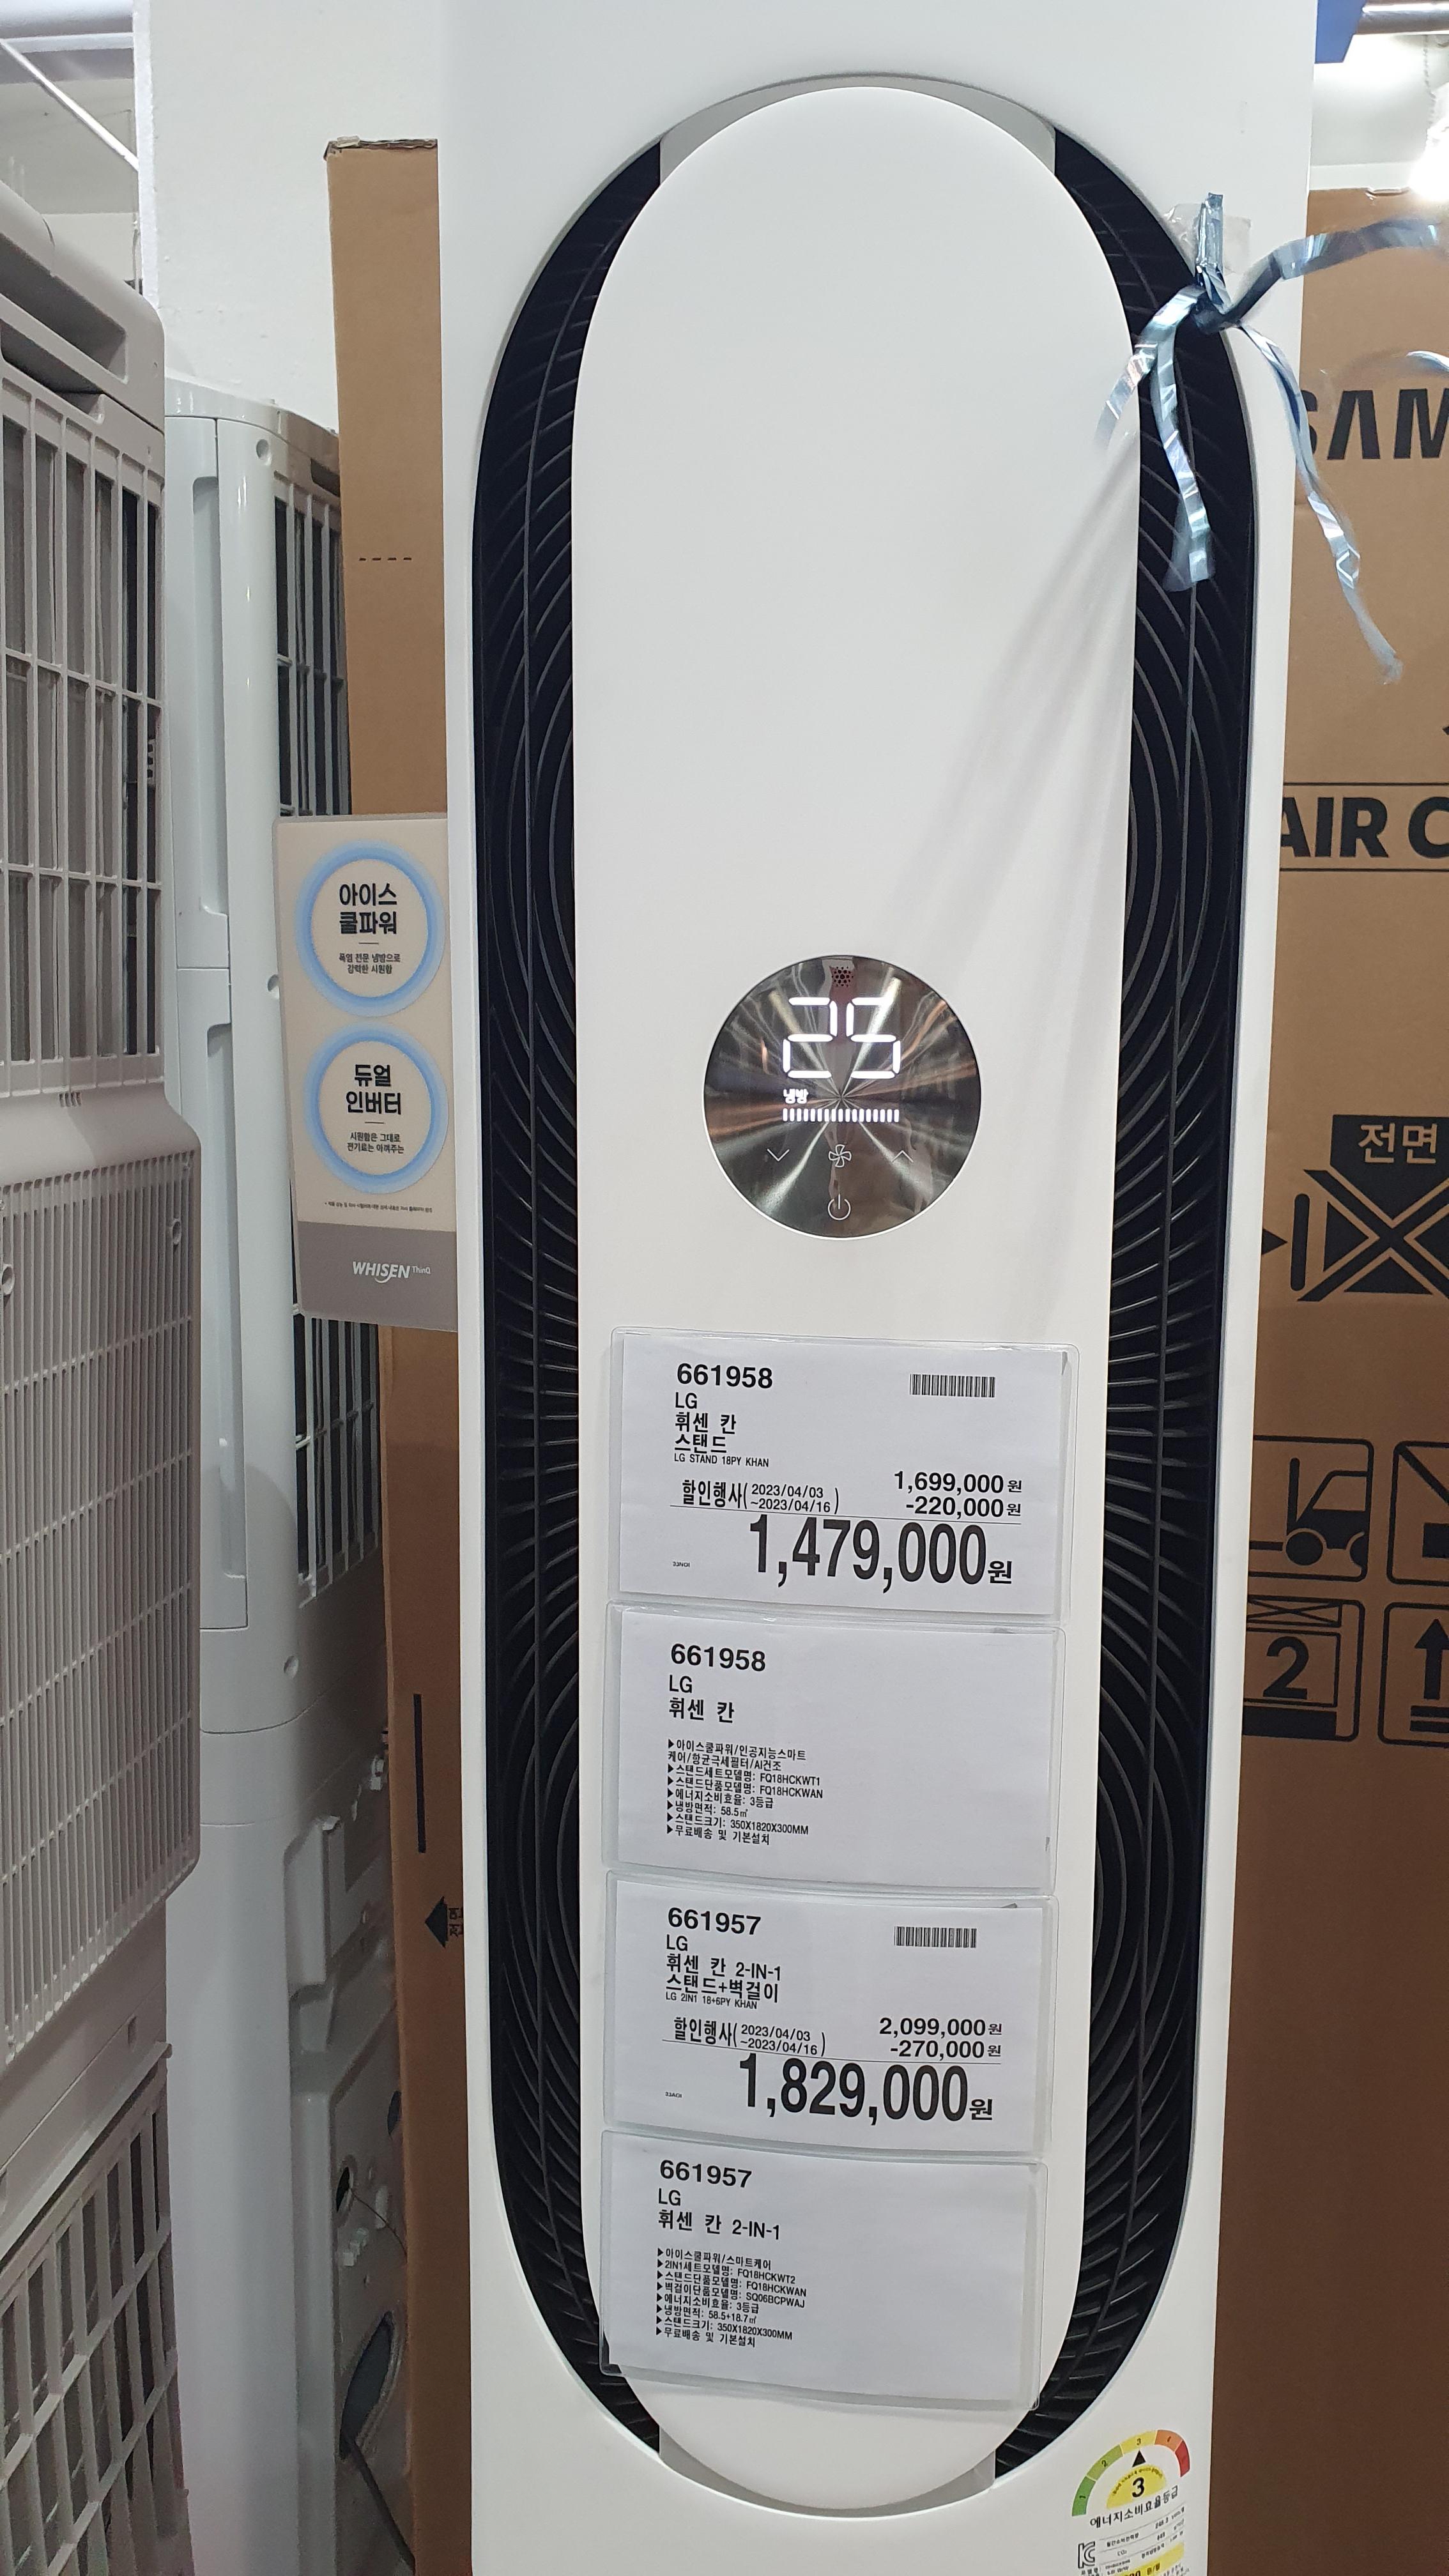 SAM
AIR C
아이스
쿨파워
폭염 전문 냉방으로
강력한 시원함
듀얼
인버터
시원함은 그대로
전기료는 아껴주는
WHISEN ThinQ
25
냉방
전면
2
661958
LG
휘센 칸
스탠드
LG STAND 18PY KHAN
1,699,000원
할인행사( 2023/04/03 ~2023/04/16 ) -220,000원
1,479,000원
661958
LG
휘센 칸
▶아이스쿨파워/인공지능스마트
케어/항균극세필터/AI건조
▶스탠드세트모델명: FQ18HCKWT1
▶스탠드단품모델명: FQ18HCKWAN
▶에너지소비효율: 3등급
▶냉방면적: 58.5㎡
▶스탠드크기: 350X1820X300MM
▶무료배송 및 기본설치
661957
LG
휘센 칸 2-IN-1
스탠드+벽걸이
LG 2IN1 18+6PY KHAN
2,099,000원
할인행사( 2023/04/03 ~2023/04/16 ) -270,000원
1,829,000원
661957
LG
휘센 칸 2-IN-1
▶아이스쿨파워/스마트케어
▶2IN1세트모델명: FQ18HCKWT2
▶스탠드단품모델명: FQ18HCKWAN
▶벽걸이단품모델명: SQ06BCPWAJ
▶에너지소비효율: 3등급
▶냉방면적: 58.5+18.7㎡
▶스탠드크기: 350X1820X300MM
▶무료배송 및 기본설치
1 2 3
3
에너지소비효율등급